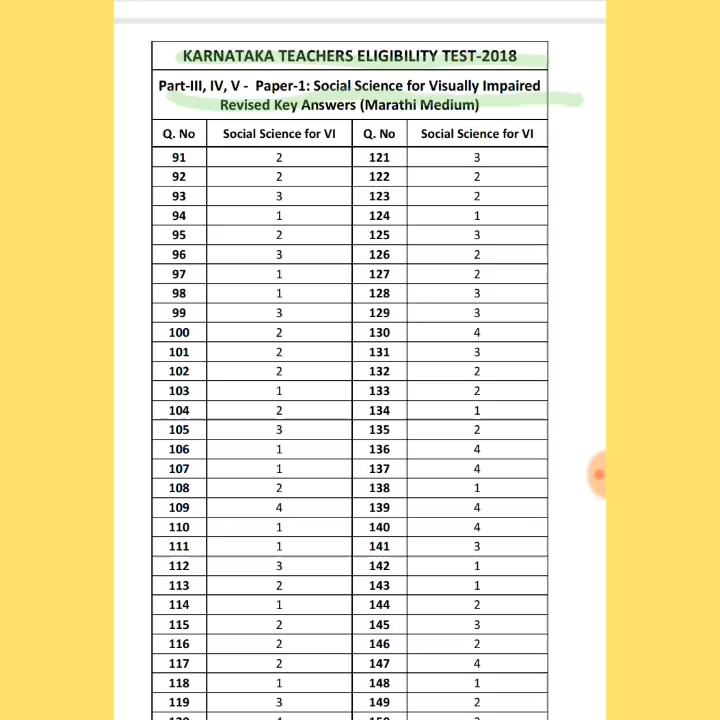 KARNATAKA TEACHERS ELIGIBILITY TEST-2018
Part-III, IV, V - Paper-1: Social Science for Visually Impaired
Revised Key Answers (Marathi Medium)
Q. No Social Science for VI Q. No Social Science for VI
91 2 121 3
92 2 122 2
93 3 123 2
94 1 124 1
95 2 125 3
96 3 126 2
97 1 127 2
98 1 128 3
99 3 129 3
100 2 130 4
101 2 131 3
102 2 132 2
103 1 133 2
104 2 134 1
105 3 135 2
106 1 136 4
107 1 137 4
108 2 138 1
109 4 139 4
110 1 140 4
111 1 141 3
112 3 142 1
113 2 143 1
114 1 144 2
115 2 145 3
116 2 146 2
117 2 147 4
118 1 148 1
119 3 149 2